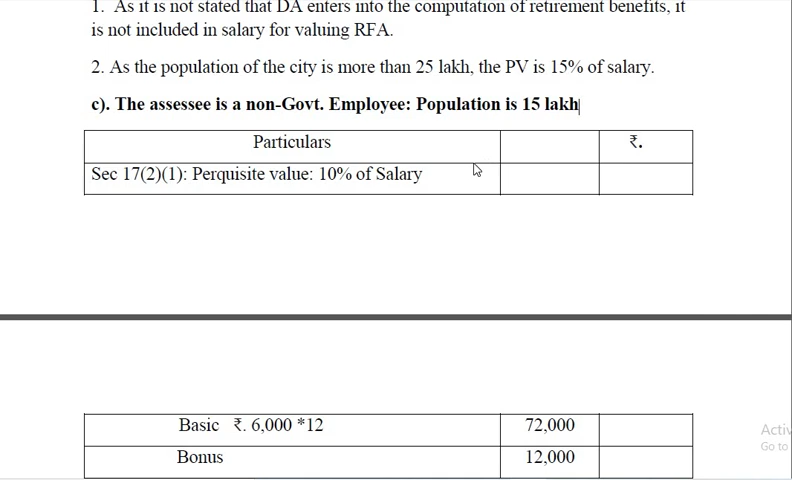 1. As it is not stated that DA enters into the computation of retirement benefits, it
is not included in salary for valuing RFA.
2. As the population of the city is more than 25 lakh, the PV is 15% of salary.
c). The assessee is a non-Govt. Employee: Population is 15 lakh
Particulars ₹.
Sec 17(2)(1): Perquisite value: 10% of Salary
Basic ₹. 6,000 *12 72,000
Bonus 12,000
Go to